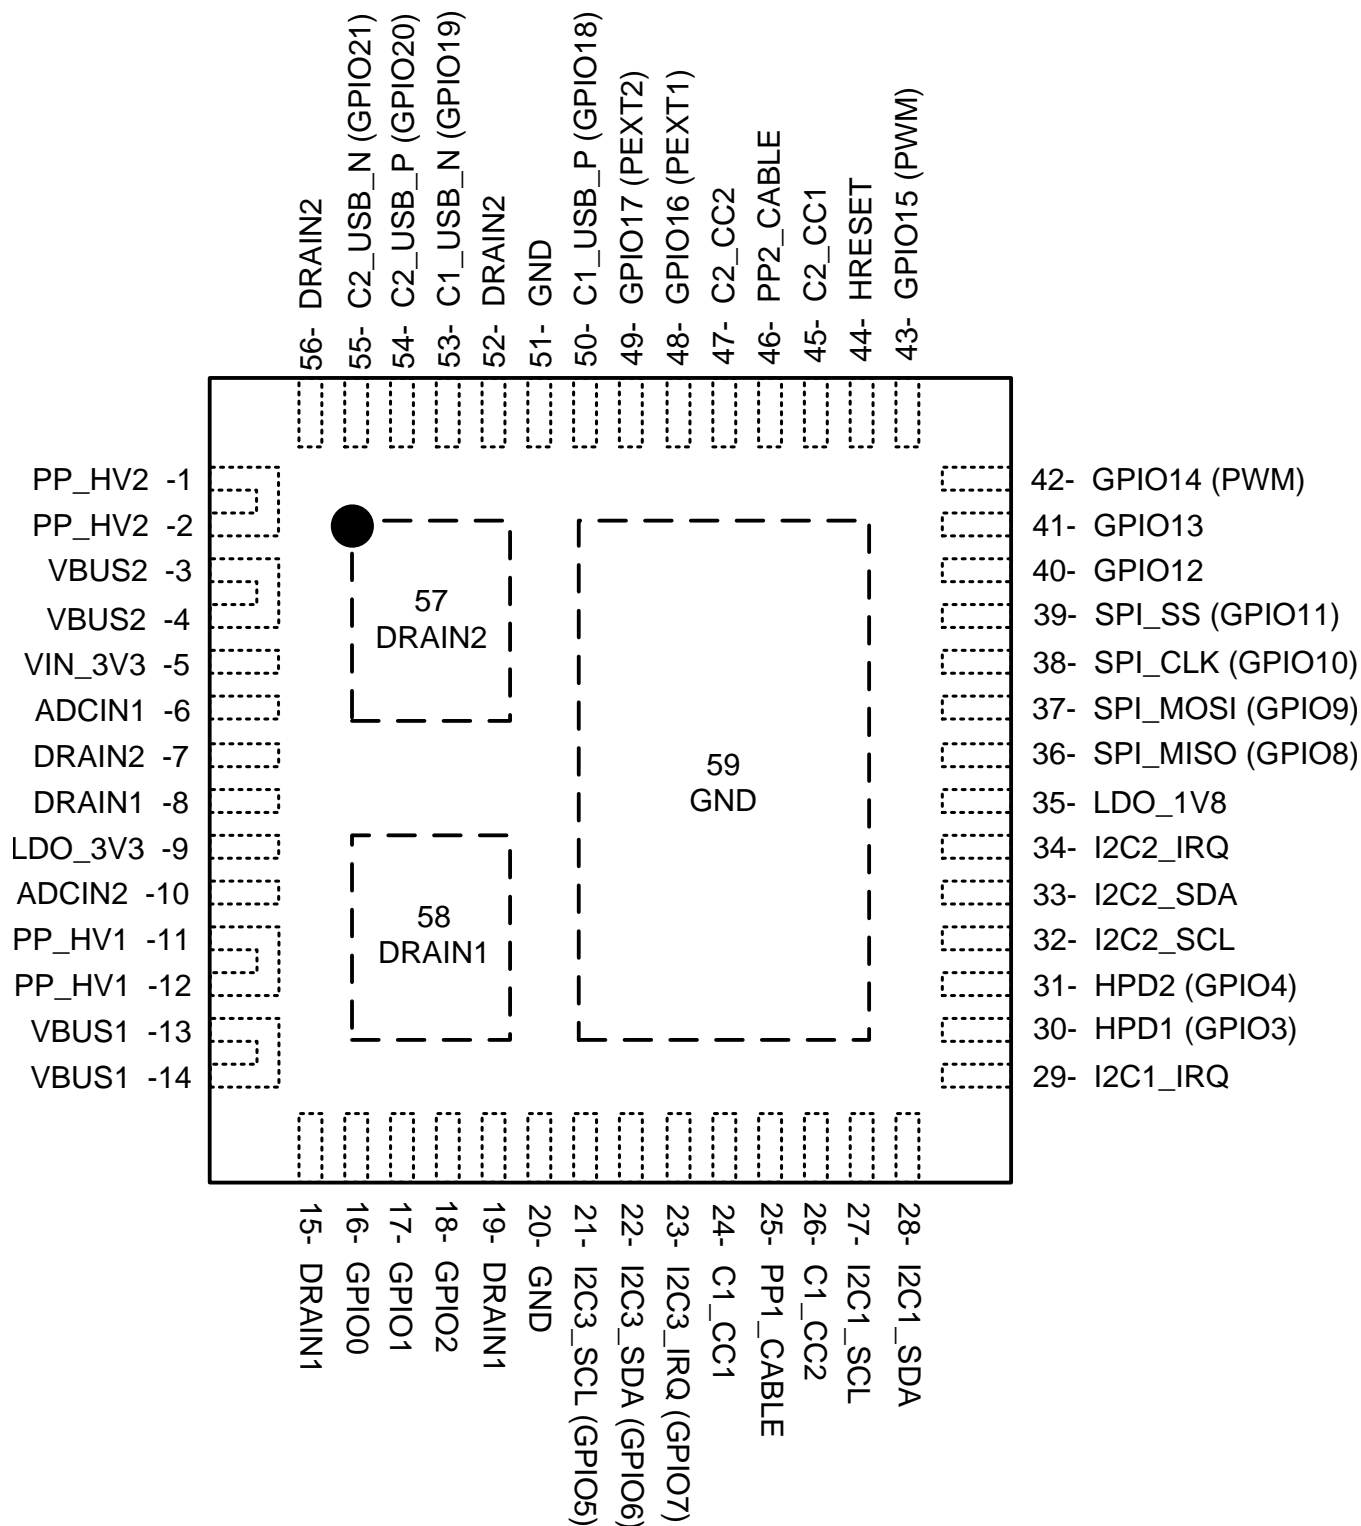 56- DRAIN2
55- C2_USB_N (GPIO21)
54- C2_USB_P (GPIO20)
53- C1_USB_N (GPIO19)
52- DRAIN2
51- GND
50- C1_USB_P (GPIO18)
49- GPIO17 (PEXT2)
48- GPIO16 (PEXT1)
47- C2_CC2
46- PP2_CABLE
45- C2_CC1
44- HRESET
43- GPIO15 (PWM)
PP_HV2 -1
PP_HV2 -2
VBUS2 -3
VBUS2 -4
VIN_3V3 -5
ADCIN1 -6
DRAIN2 -7
DRAIN1 -8
LDO_3V3 -9
ADCIN2 -10
PP_HV1 -11
PP_HV1 -12
VBUS1 -13
VBUS1 -14
57
DRAIN2
58
DRAIN1
59
GND
42- GPIO14 (PWM)
41- GPIO13
40- GPIO12
39- SPI_SS (GPIO11)
38- SPI_CLK (GPIO10)
37- SPI_MOSI (GPIO9)
36- SPI_MISO (GPIO8)
35- LDO_1V8
34- I2C2_IRQ
33- I2C2_SDA
32- I2C2_SCL
31- HPD2 (GPIO4)
30- HPD1 (GPIO3)
29- I2C1_IRQ
15- DRAIN1
16- GPIO0
17- GPIO1
18- GPIO2
19- DRAIN1
20- GND
21- I2C3_SCL (GPIO5)
22- I2C3_SDA (GPIO6)
23- I2C3_IRQ (GPIO7)
24- C1_CC1
25- PP1_CABLE
26- C1_CC2
27- I2C1_SCL
28- I2C1_SDA